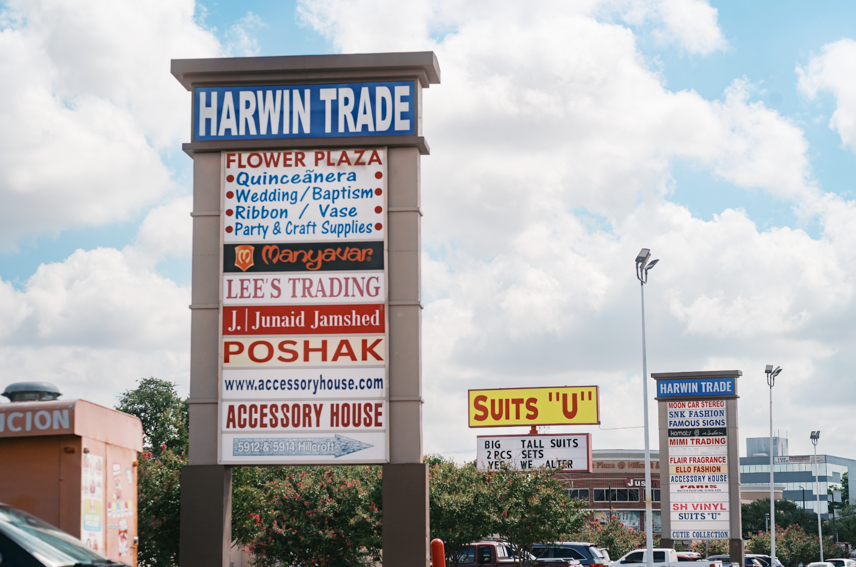 HARWIN TRADE
FLOWER PLAZA
Quinceãnera
Wedding/Baptism
Ribbon / Vase
Party & Craft Supplies
Manyavar
LEE'S TRADING
J. | Junaid Jamshed
POSHAK
www.accessoryhouse.com
ACCESSORY HOUSE
5912 & 5914 Hillcroft
NCION
SUITS "U"
BIG TALL SUITS
2 PCS SETS
YES WE ALTER
HARWIN TRADE
MOON CAR STEREO
SNK FASHION
FAMOUS SIGNS
MIMI TRADING
FLAIR FRAGRANCE
ELLO FASHION
ACCESSORY HOUSE
PARIS
SH VINYL
SUITS "U"
CUTIE COLLECTION